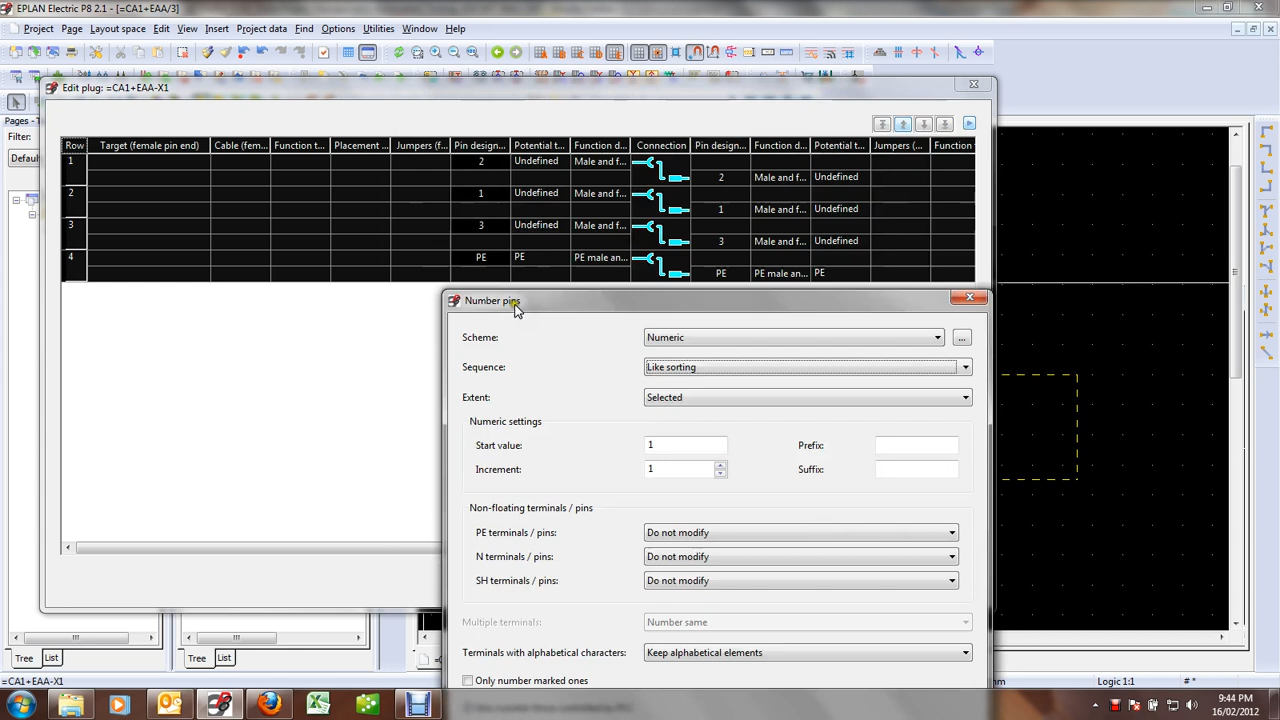 EPLAN Electric P8 2.1 - [=CA1+EAA/3]
Project Page Layout space Edit View Insert Project data Find Options Utilities Window Help
Edit plug: =CA1+EAA-X1
Pages - T
Filter:
Defaul
Row Target (female pin end) Cable (fem... Function t... Placement ... Jumpers (f... Pin desig... Potential t... Function d... Connection Pin design... Function d... Potential t... Jumpers (... Function
1 2 Undefined Male and f...
2 Male and f... Undefined
2 1 Undefined Male and f...
1 Male and f... Undefined
3 3 Undefined Male and f...
3 Male and f... Undefined
4 PE PE PE male an...
PE PE male an... PE
Number pins
Scheme: Numeric ...
Sequence: Like sorting
Extent: Selected
Numeric settings
Start value: 1 Prefix:
Increment: 1 Suffix:
Non-floating terminals / pins
PE terminals / pins: Do not modify
N terminals / pins: Do not modify
SH terminals / pins: Do not modify
Multiple terminals: Number same
Terminals with alphabetical characters: Keep alphabetical elements
Only number marked ones
Tree List Tree List
=CA1+EAA-X1
Logic 1:1 # *
9:44 PM
16/02/2012